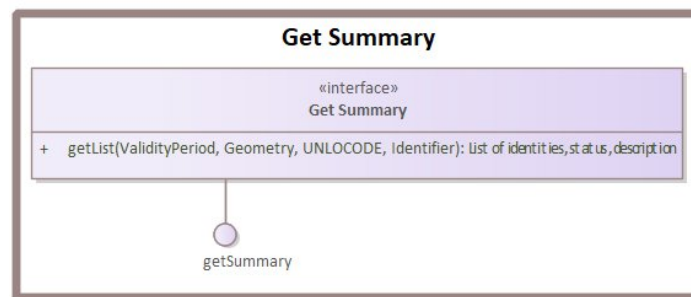 Get Summary
«interface»
Get Summary
+ getList(ValidityPeriod, Geometry, UNLOCODE, Identifier): List of identities,status,description
getSummary